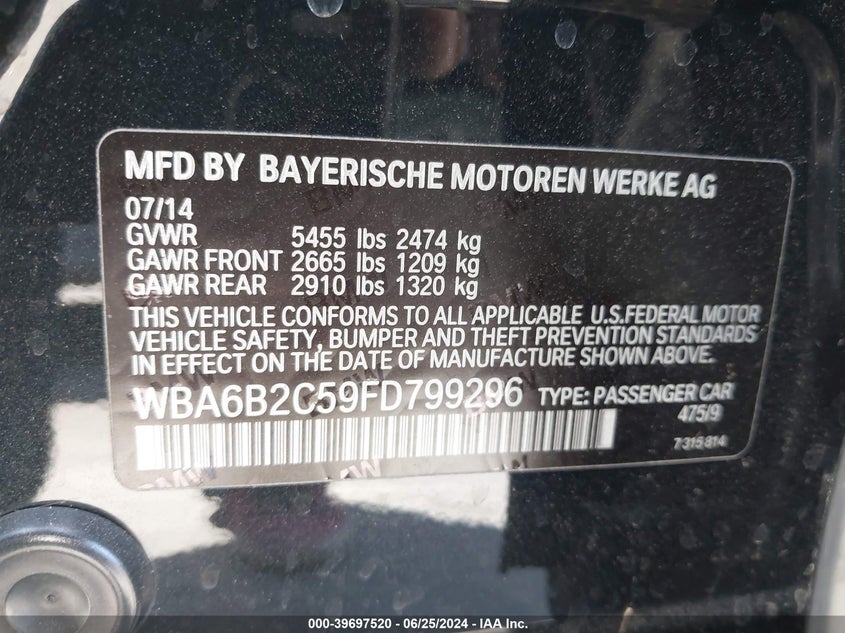 MFD BY BAYERISCHE MOTOREN WERKE AG
07/14
GVWR 5455 lbs 2474 kg
GAWR FRONT 2665 lbs 1209 kg
GAWR REAR 2910 lbs 1320 kg
THIS VEHICLE CONFORMS TO ALL APPLICABLE U.S.FEDERAL MOTOR
VEHICLE SAFETY, BUMPER AND THEFT PREVENTION STANDARDS
IN EFFECT ON THE DATE OF MANUFACTURE SHOWN ABOVE.
WBA6B2C59FD799296 TYPE: PASSENGER CAR
475/9
7 315 814
000-39697520 - 06/25/2024 - IAA Inc.